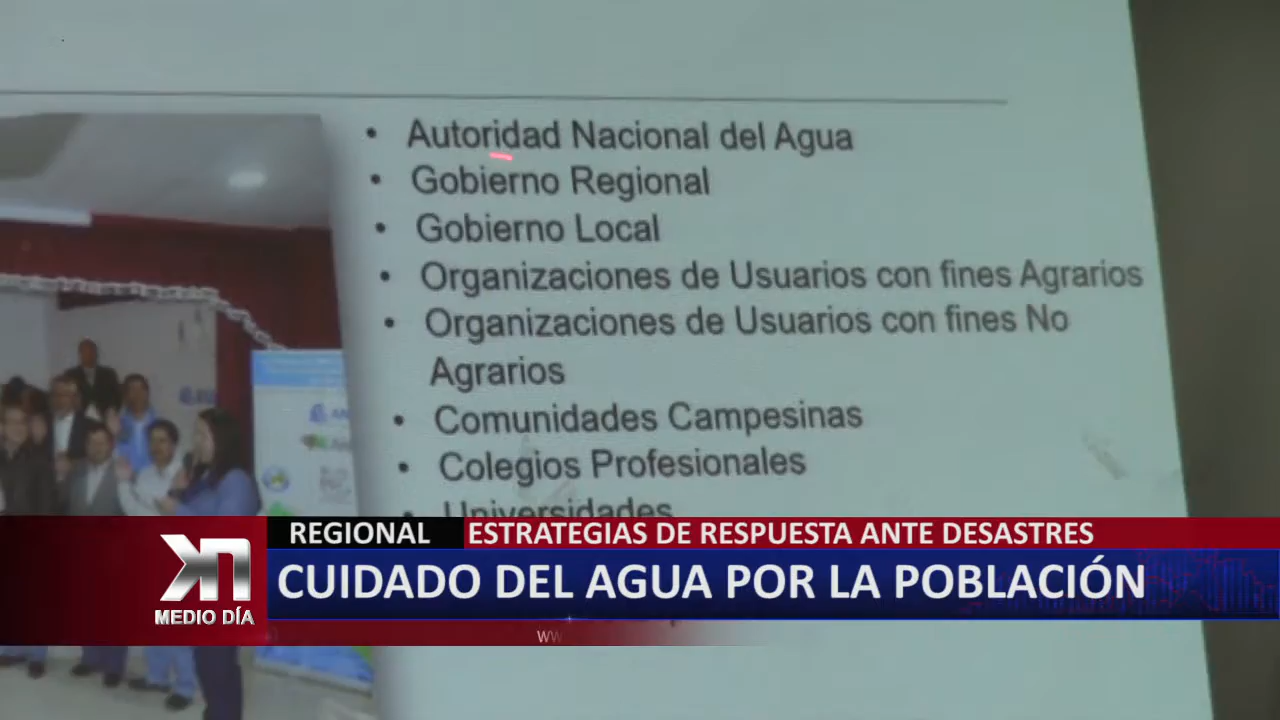 Autoridad Nacional del Agua
Gobierno Regional
Gobierno Local
Organizaciones de Usuarios con fines Agrarios
Organizaciones de Usuarios con fines No
Agrarios
Comunidades Campesinas
Colegios Profesionales
Universidades
REGIONAL ESTRATEGIAS DE RESPUESTA ANTE DESASTRES
CUIDADO DEL AGUA POR LA POBLACIÓN
MEDIO DÍA